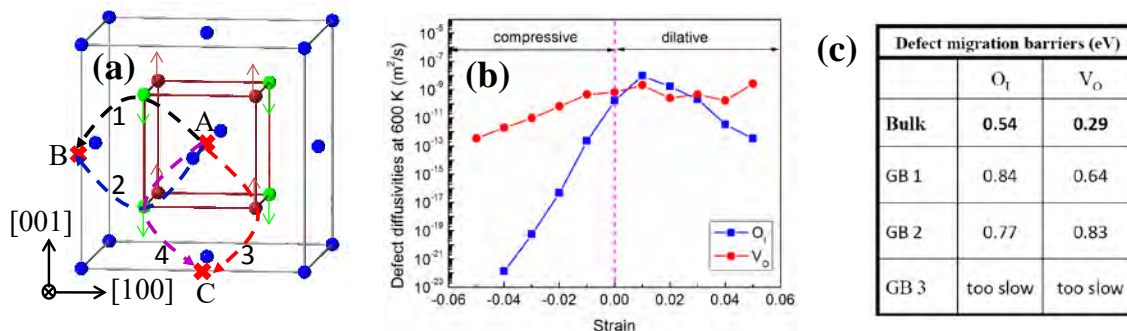 (a)
1
A
B
2
[001]
4
3
[100]
C
(b)
compressive
dilative
Defect diffusivities at 600 K (m²/s)
10⁻⁵
10⁻⁷
10⁻⁹
10⁻¹¹
10⁻¹³
10⁻¹⁵
10⁻¹⁷
10⁻¹⁹
10⁻²¹
10⁻²³
O_I
V_O
-0.06 -0.04 -0.02 0.00 0.02 0.04 0.06
Strain
(c)
Defect migration barriers (eV)
O_I V_O
Bulk 0.54 0.29
GB 1 0.84 0.64
GB 2 0.77 0.83
GB 3 too slow too slow